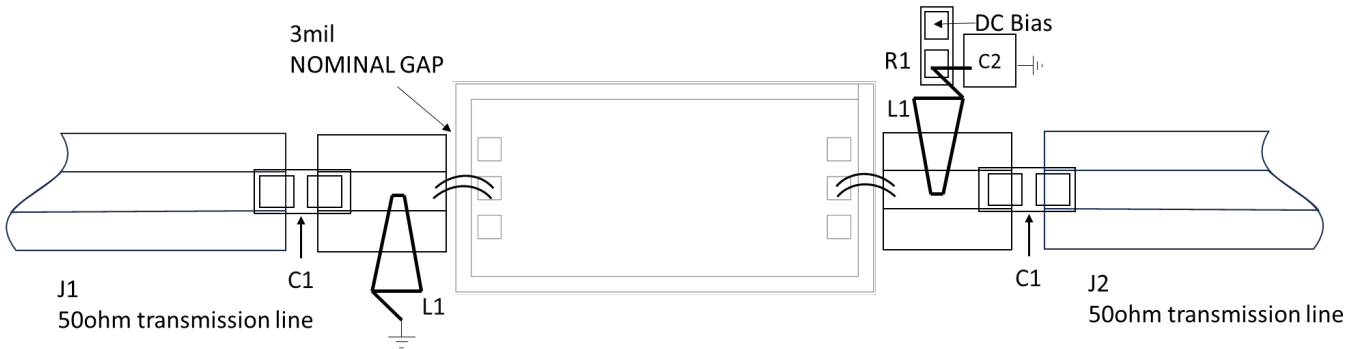 3mil
NOMINAL GAP
DC Bias
R1
C2
L1
C1
L1
C1
J1
50ohm transmission line
J2
50ohm transmission line